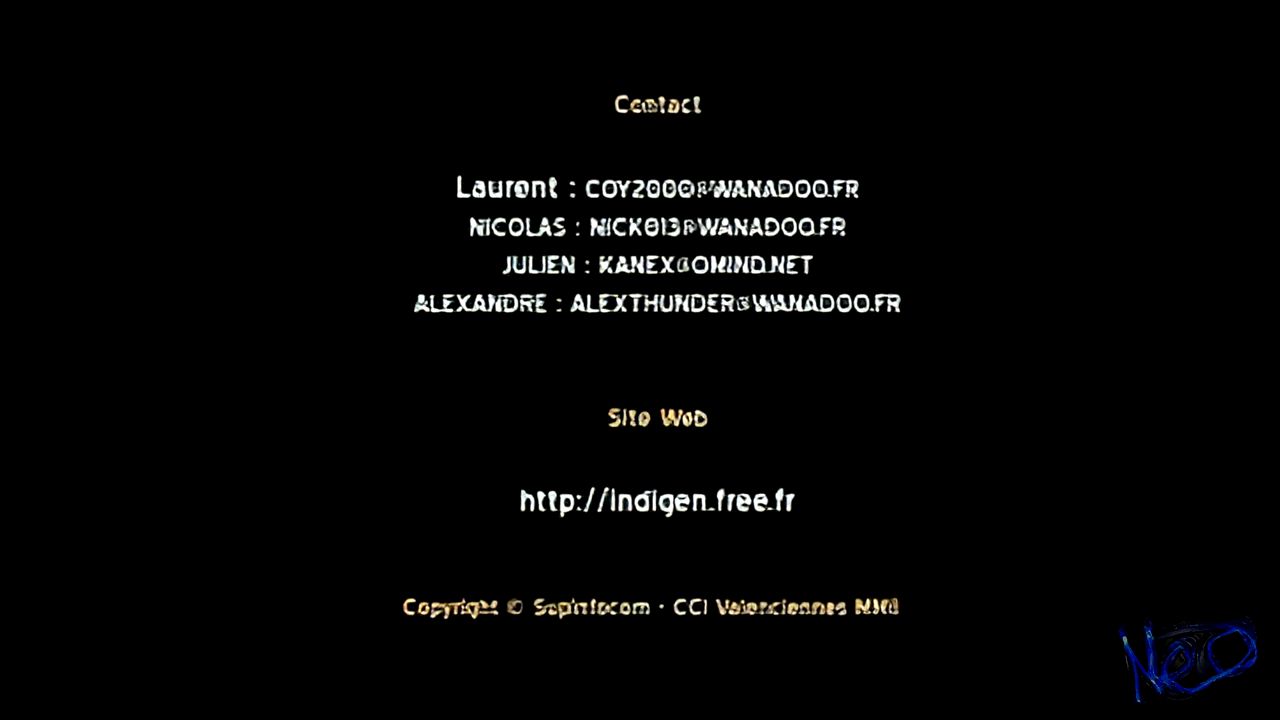 Contact
Laurent : COY2000@WANADOO.FR
NICOLAS : NICK013@WANADOO.FR
JULIEN : KANEX@OMIND.NET
ALEXANDRE : ALEXTHUNDER@WANADOO.FR
Site Web
http://indigen.free.fr
Copyright © Supinfocom - CCI Valenciennes
Neo